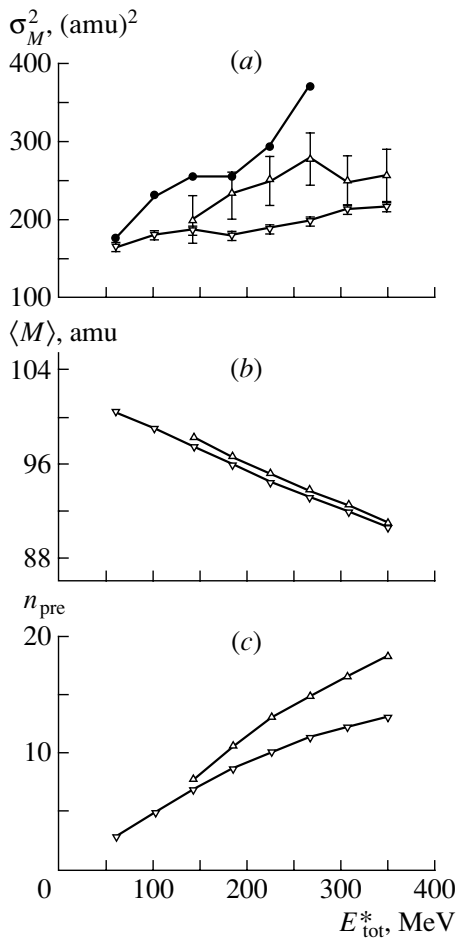 σ²_M, (amu)²
(a)
400
300
200
100
⟨M⟩, amu
(b)
104
96
88
n_pre
(c)
20
10
0 100 200 300 400
E*_tot, MeV